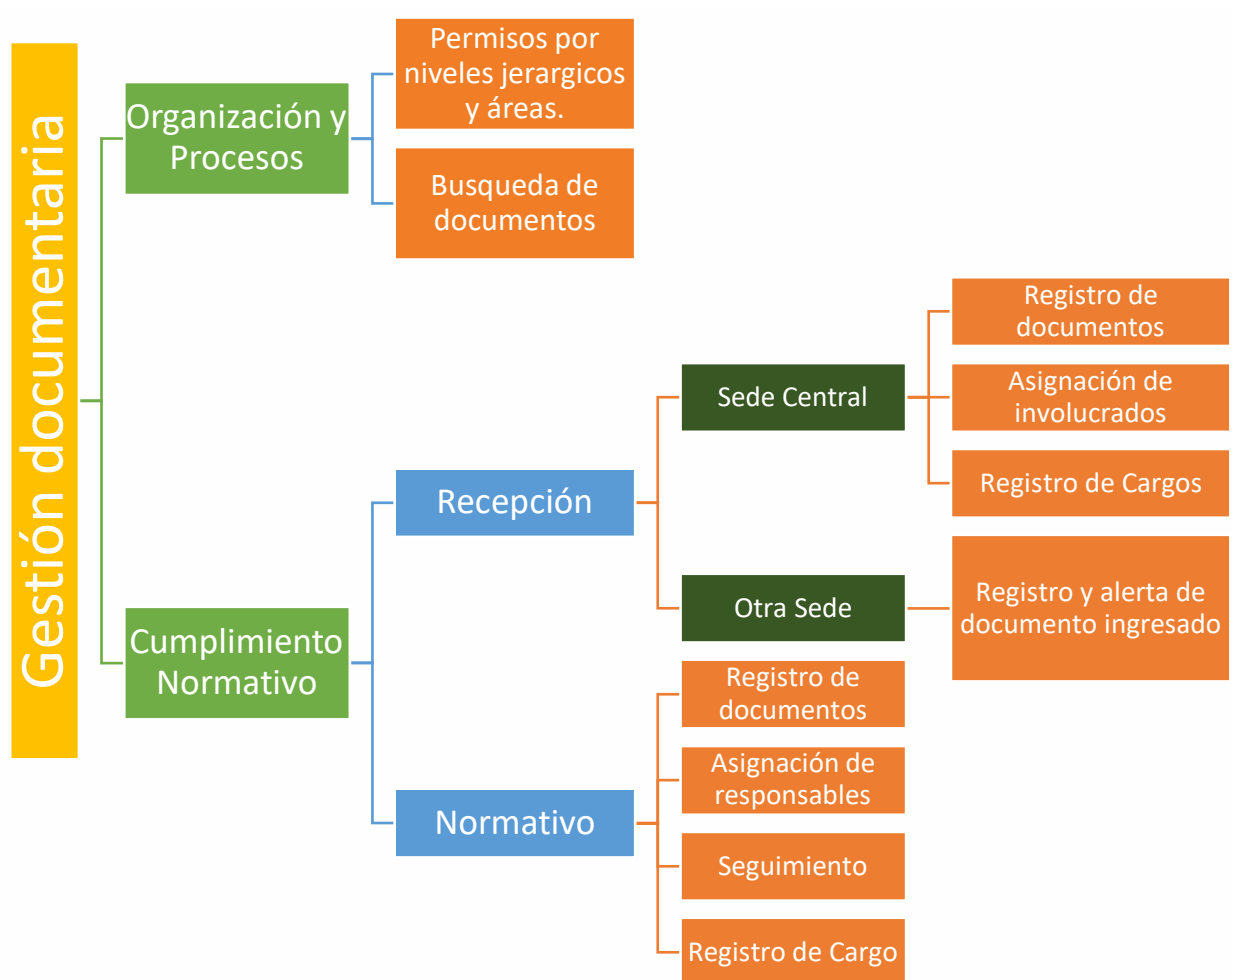 Gestión documentaria
Organización y
Procesos
Permisos por
niveles jerargicos
y áreas.
Busqueda de
documentos
Cumplimiento
Normativo
Recepción
Sede Central
Registro de
documentos
Asignación de
involucrados
Registro de Cargos
Otra Sede
Registro y alerta de
documento ingresado
Normativo
Registro de
documentos
Asignación de
responsables
Seguimiento
Registro de Cargo